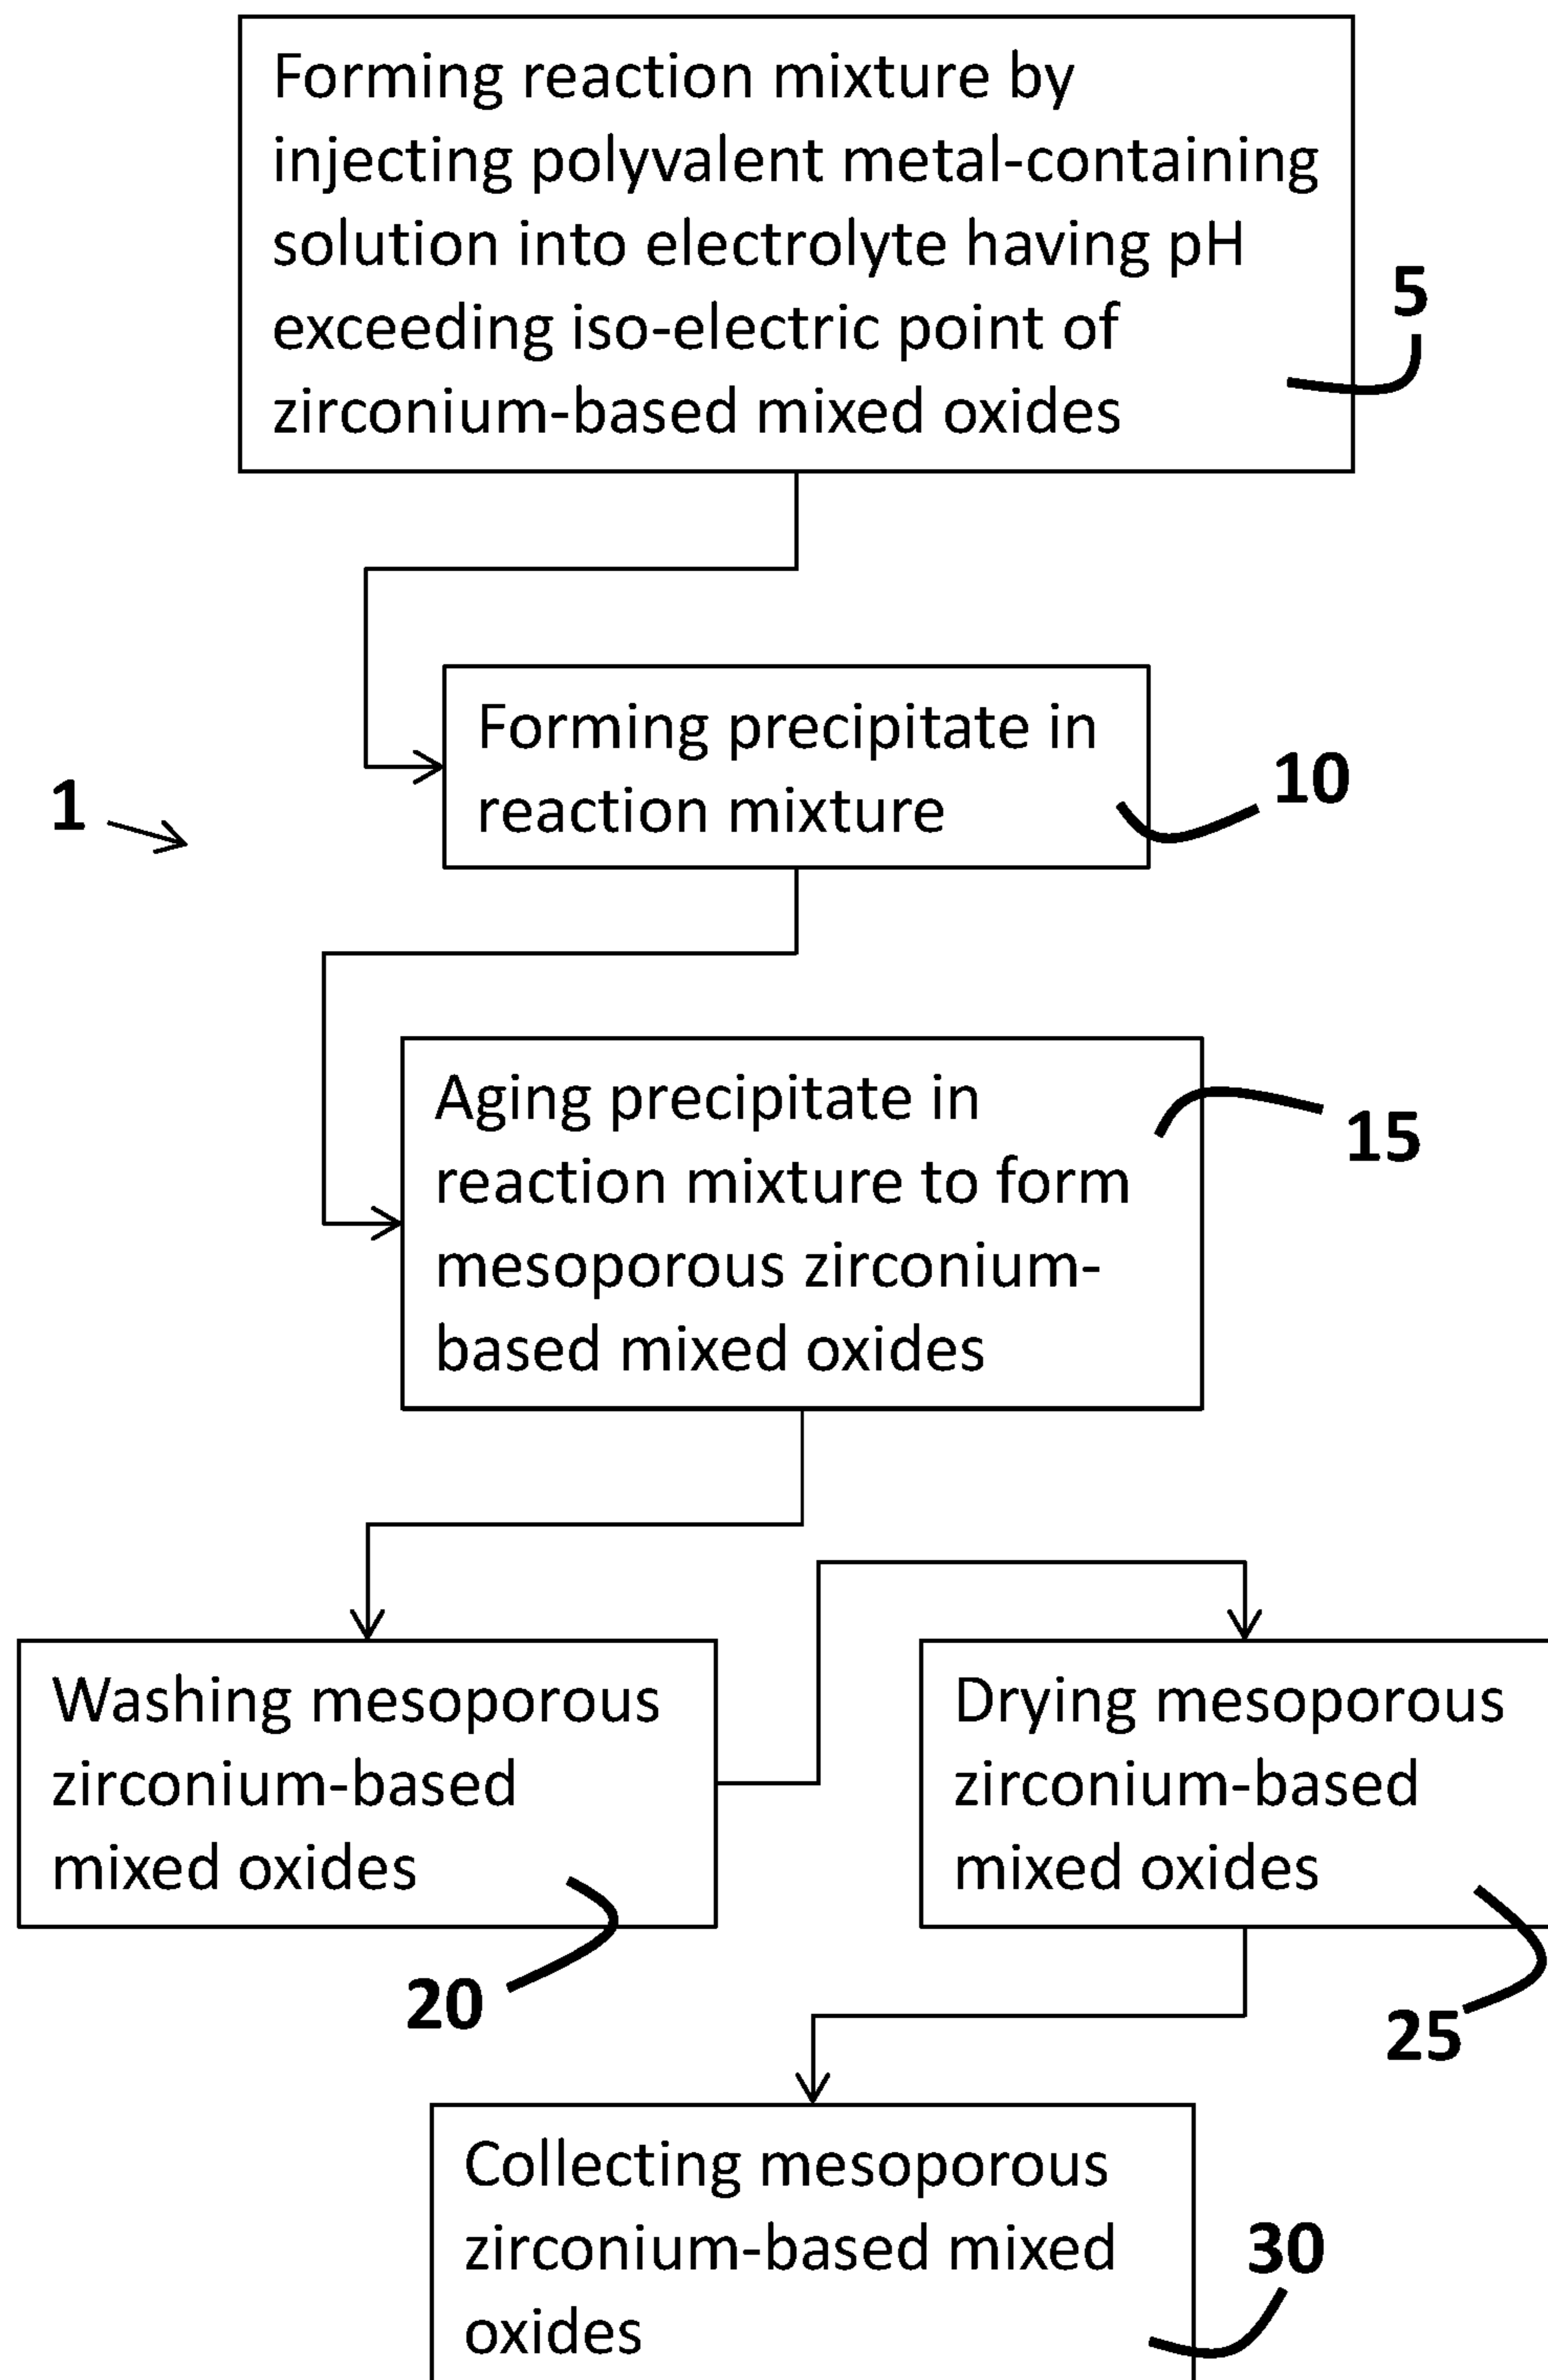 Forming reaction mixture by
injecting polyvalent metal-containing
solution into electrolyte having pH
exceeding iso-electric point of
zirconium-based mixed oxides
5
Forming precipitate in
reaction mixture
10
1
Aging precipitate in
reaction mixture to form
mesoporous zirconium-
based mixed oxides
15
Washing mesoporous
zirconium-based
mixed oxides
20
Drying mesoporous
zirconium-based
mixed oxides
25
Collecting mesoporous
zirconium-based mixed
oxides
30